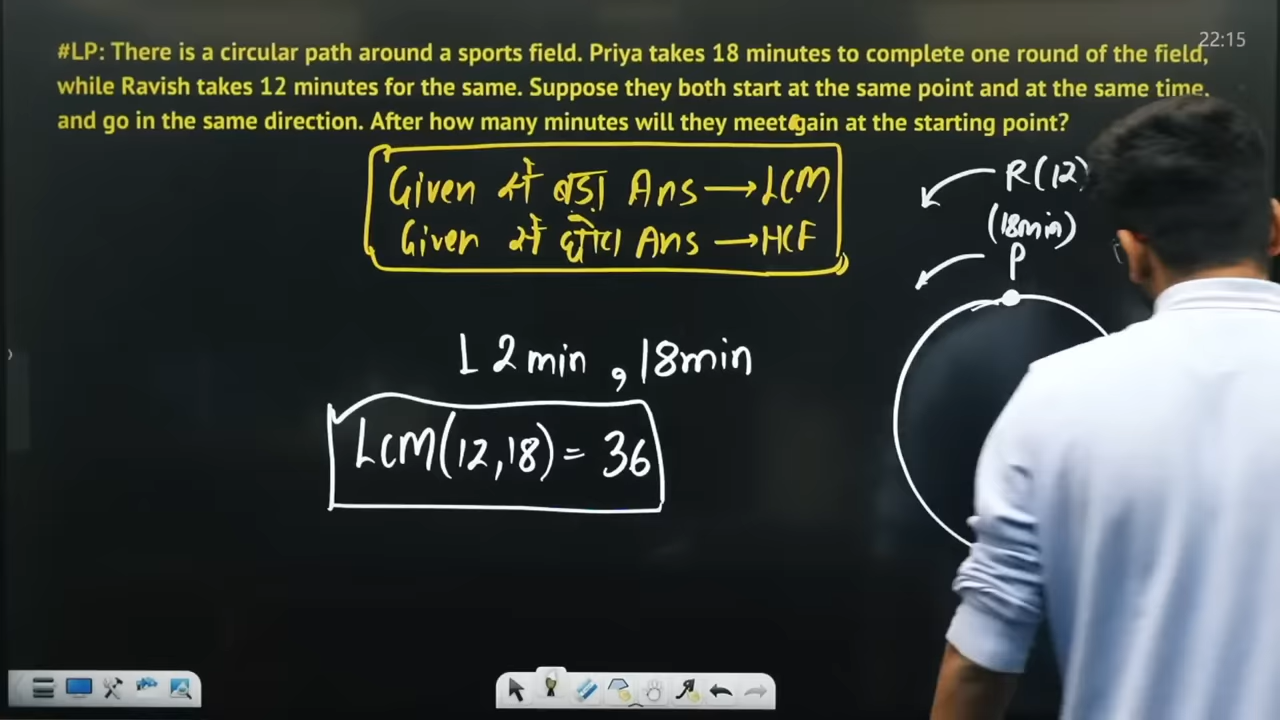 22:15
#LP: There is a circular path around a sports field. Priya takes 18 minutes to complete one round of the field,
while Ravish takes 12 minutes for the same. Suppose they both start at the same point and at the same time,
and go in the same direction. After how many minutes will they meet again at the starting point?
Given से बड़ा Ans → LCM
Given से छोटा Ans → HCF
R(12)
(18min)
P
12min , 18min
LCM(12,18) = 36